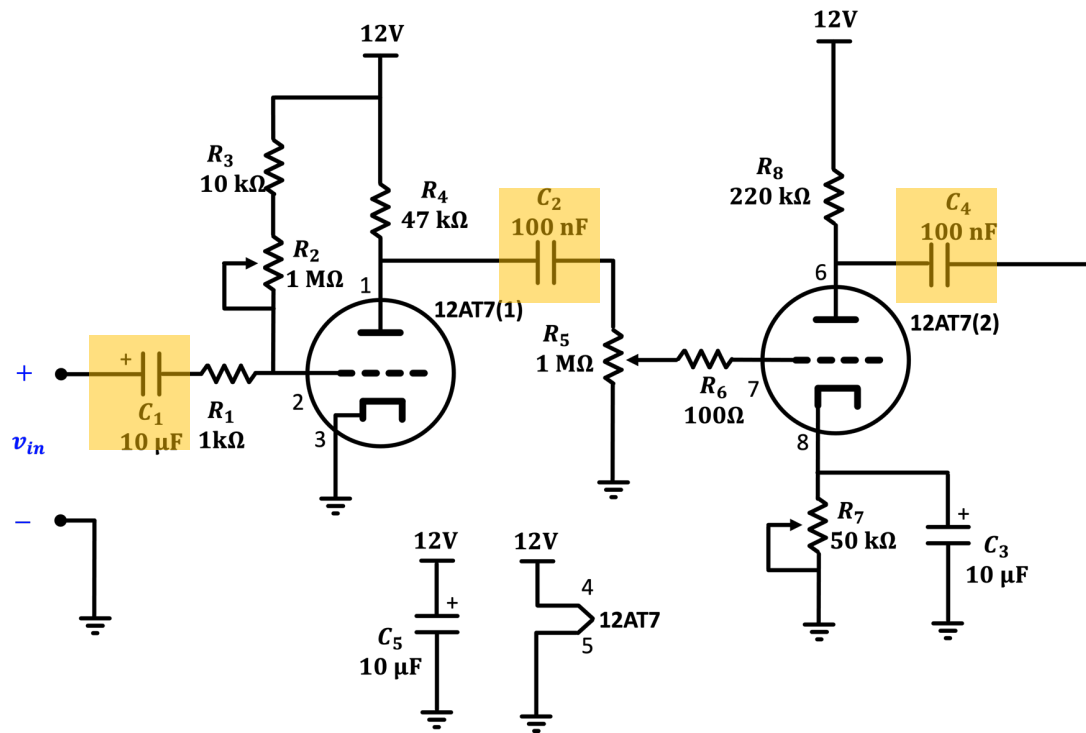 12V
12V
R₃
10 kΩ
R₄
47 kΩ
C₂
100 nF
R₈
220 kΩ
C₄
100 nF
R₂
1 MΩ
1
12AT7(1)
6
12AT7(2)
R₅
1 MΩ
+
+
C₁
10 μF
R₁
1kΩ
2
3
R₆
100Ω
7
8
v_in
−
R₇
50 kΩ
+
C₃
10 μF
12V
12V
+
C₅
10 μF
4
12AT7
5